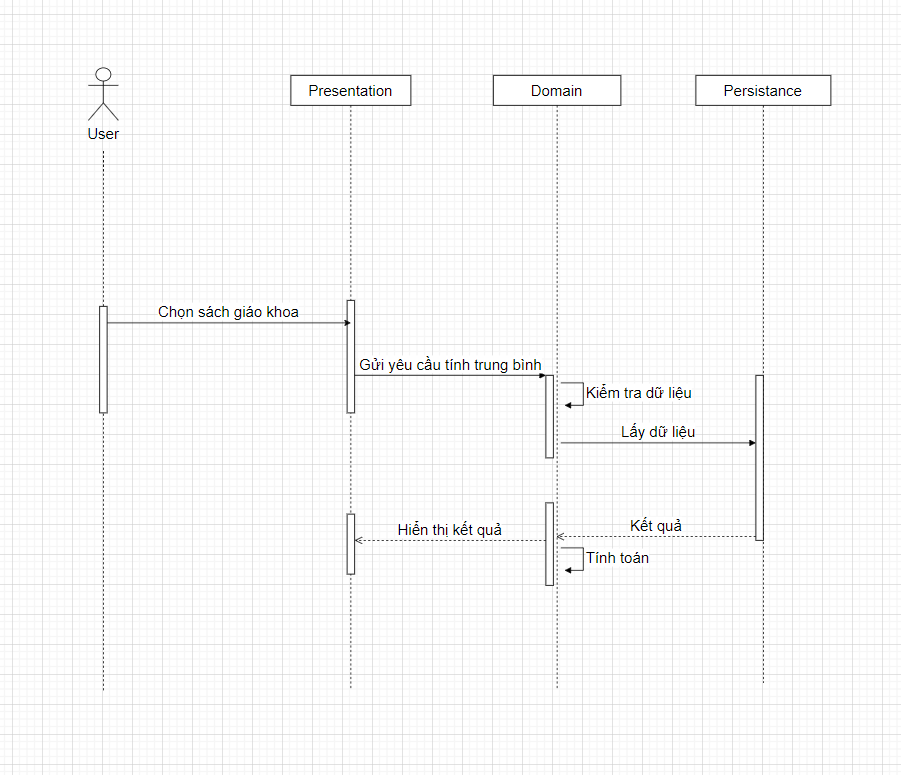 Presentation
Domain
Persistance
User
Chọn sách giáo khoa
Gửi yêu cầu tính trung bình
Kiểm tra dữ liệu
Lấy dữ liệu
Kết quả
Hiển thị kết quả
Tính toán